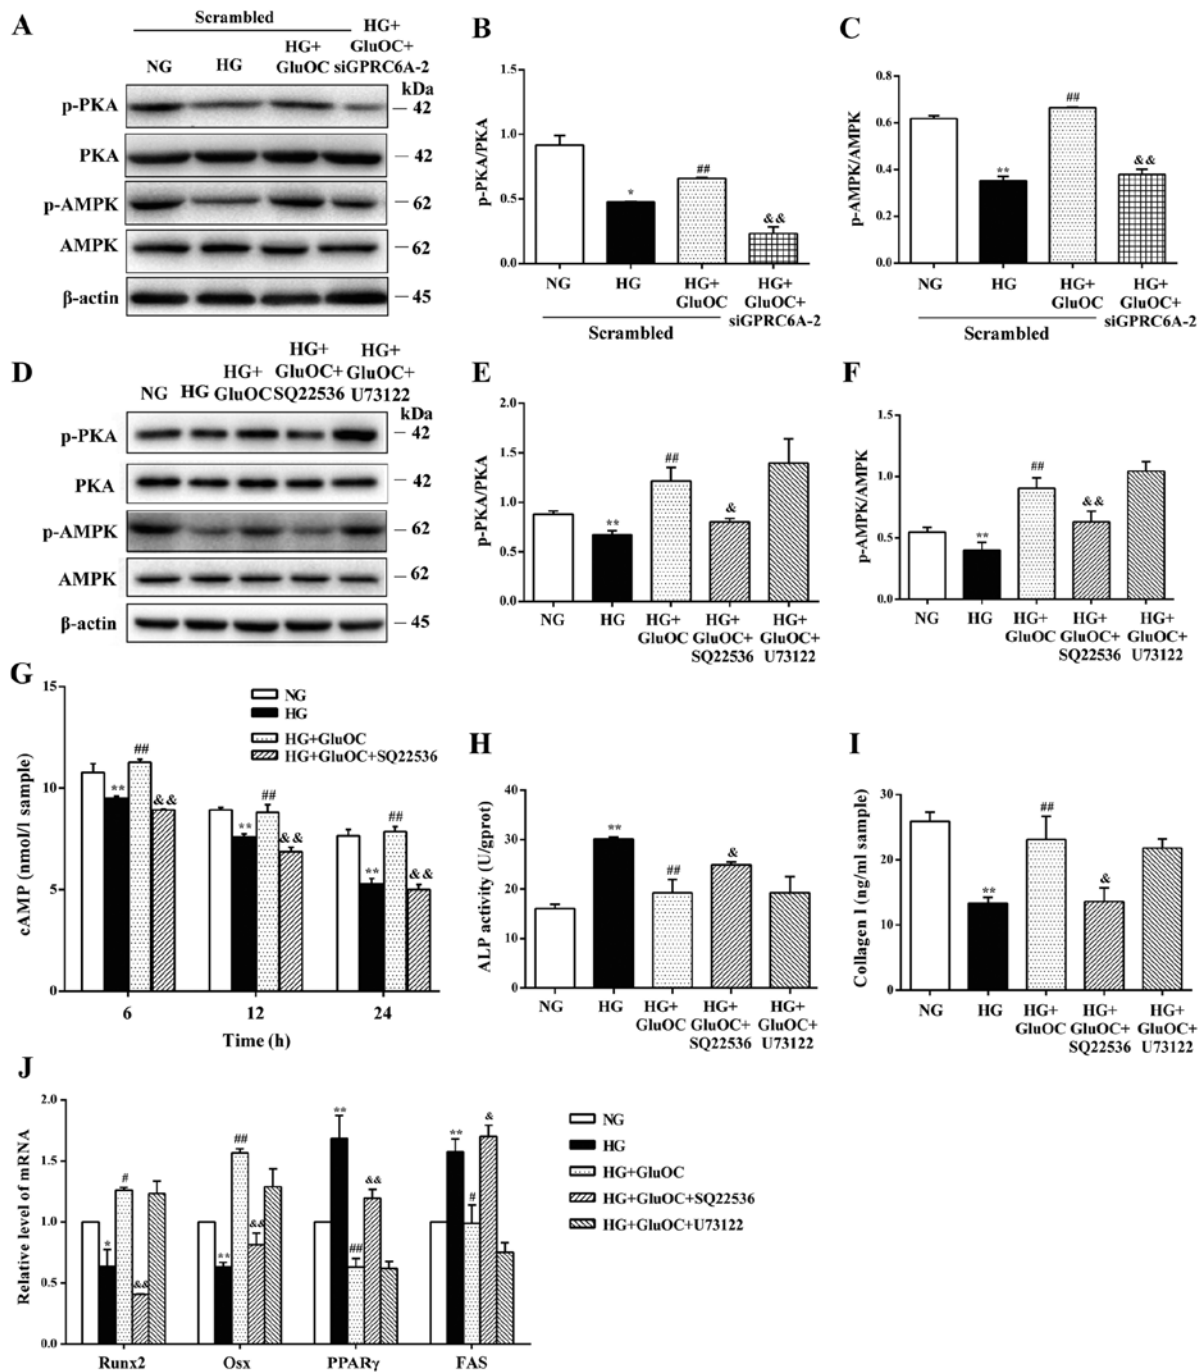 A
Scrambled
NG
HG
HG+
GluOC
HG+
GluOC+
siGPRC6A-2
kDa
p-PKA
42
PKA
42
p-AMPK
62
AMPK
62
β-actin
45
B
p-PKA/PKA
1.5
1.0
0.5
0.0
*
##
&&
NG
HG
HG+
GluOC
HG+
GluOC+
siGPRC6A-2
Scrambled
C
p-AMPK/AMPK
0.8
0.6
0.4
0.2
0.0
**
##
&&
NG
HG
HG+
GluOC
HG+
GluOC+
siGPRC6A-2
Scrambled
D
NG
HG
HG+
GluOC
HG+
GluOC+
SQ22536
HG+
GluOC+
U73122
kDa
p-PKA
42
PKA
42
p-AMPK
62
AMPK
62
β-actin
45
E
p-PKA/PKA
2.0
1.5
1.0
0.5
0.0
**
##
&
NG
HG
HG+
GluOC
HG+
GluOC+
SQ22536
HG+
GluOC+
U73122
F
p-AMPK/AMPK
1.5
1.0
0.5
0.0
**
##
&&
NG
HG
HG+
GluOC
HG+
GluOC+
SQ22536
HG+
GluOC+
U73122
G
cAMP (nmol/l sample)
15
10
5
0
NG
HG
HG+GluOC
HG+GluOC+SQ22536
**
##
&&
**
##
&&
**
##
&&
6
12
24
Time (h)
H
ALP activity (U/gprot)
40
30
20
10
0
**
##
&
NG
HG
HG+
GluOC
HG+
GluOC+
SQ22536
HG+
GluOC+
U73122
I
Collagen I (ng/ml sample)
30
20
10
0
**
##
&
NG
HG
HG+
GluOC
HG+
GluOC+
SQ22536
HG+
GluOC+
U73122
J
Relative level of mRNA
2.0
1.5
1.0
0.5
0.0
*
#
&&
**
##
&&
**
##
&&
**
#
&
Runx2
Osx
PPARγ
FAS
NG
HG
HG+GluOC
HG+GluOC+SQ22536
HG+GluOC+U73122